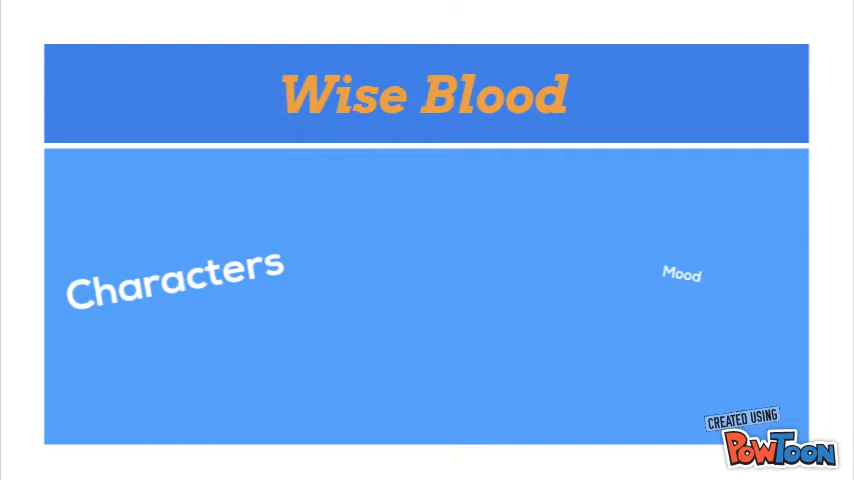 Wise Blood
Characters
Mood
CREATED USING
POWTOON